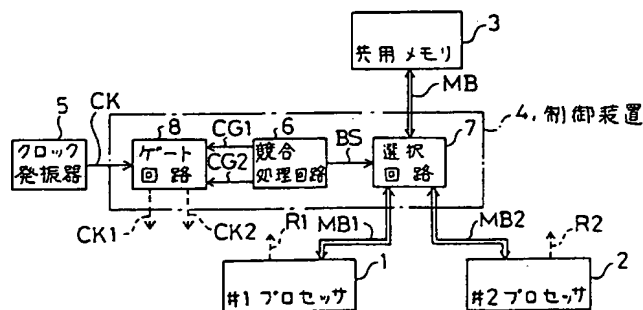 3
共用メモリ
MB
5
CK
8
CG1
6
7
4,制御装置
クロック
発振器
ゲート
回路
CG2
競合
処理回路
BS
選択
回路
CK1
CK2
R1
MB1
MB2
R2
1
2
#1プロセッサ
#2プロセッサ